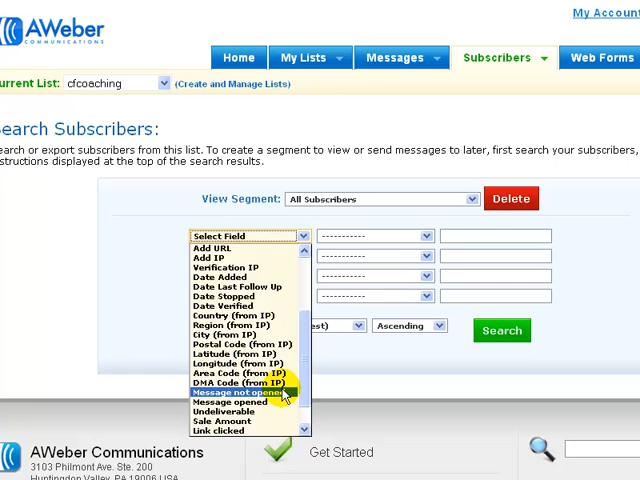 AWeber
COMMUNICATIONS
My Accoun
Home
My Lists
Messages
Subscribers
Web Forms
urrent List:
cfcoaching
(Create and Manage Lists)
earch Subscribers:
earch or export subscribers from this list. To create a segment to view or send messages to later, first search your subscribers,
structions displayed at the top of the search results.
View Segment:
All Subscribers
Delete
Select Field
-----------
-----------
-----------
-----------
Add URL
Add IP
Verification IP
Date Added
Date Last Follow Up
Date Stopped
Date Verified
Country (from IP)
Region (from IP)
City (from IP)
Postal Code (from IP)
Latitude (from IP)
Longitude (from IP)
Area Code (from IP)
DMA Code (from IP)
Message not opened
Message opened
Undeliverable
Sale Amount
Link clicked
est)
Ascending
Search
AWeber Communications
3103 Philmont Ave. Ste. 200
Huntingdon Valley, PA 19006 USA
Get Started